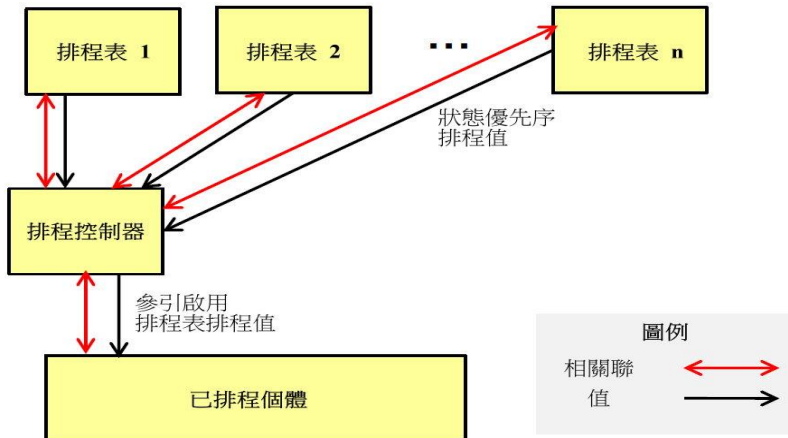 排程表 1
排程表 2
...
排程表 n
狀態優先序
排程值
排程控制器
參引啟用
排程表排程值
已排程個體
圖例
相關聯
值